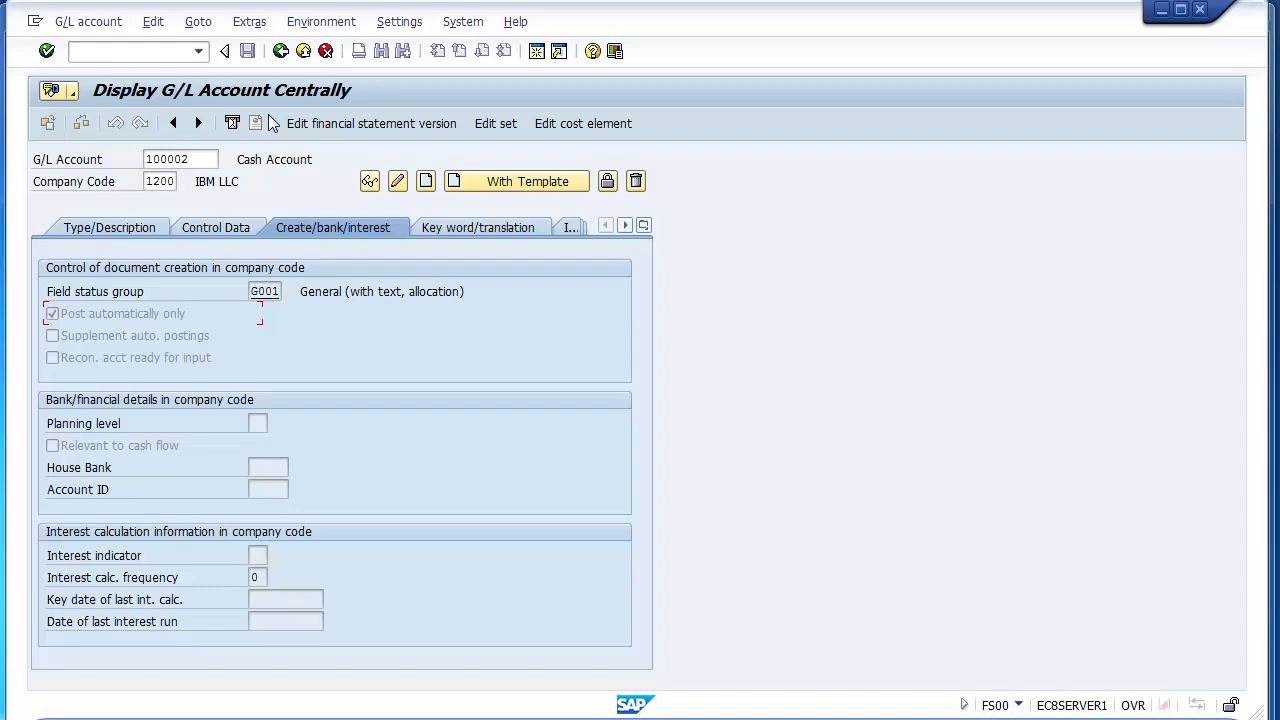 G/L account Edit Goto Extras Environment Settings System Help
Display G/L Account Centrally
Edit financial statement version Edit set Edit cost element
G/L Account 100002 Cash Account
Company Code 1200 IBM LLC With Template
Type/Description Control Data Create/bank/interest Key word/translation I...
Control of document creation in company code
Field status group G001 General (with text, allocation)
Post automatically only
Supplement auto. postings
Recon. acct ready for input
Bank/financial details in company code
Planning level
Relevant to cash flow
House Bank
Account ID
Interest calculation information in company code
Interest indicator
Interest calc. frequency 0
Key date of last int. calc.
Date of last interest run
SAP FS00 EC8SERVER1 OVR